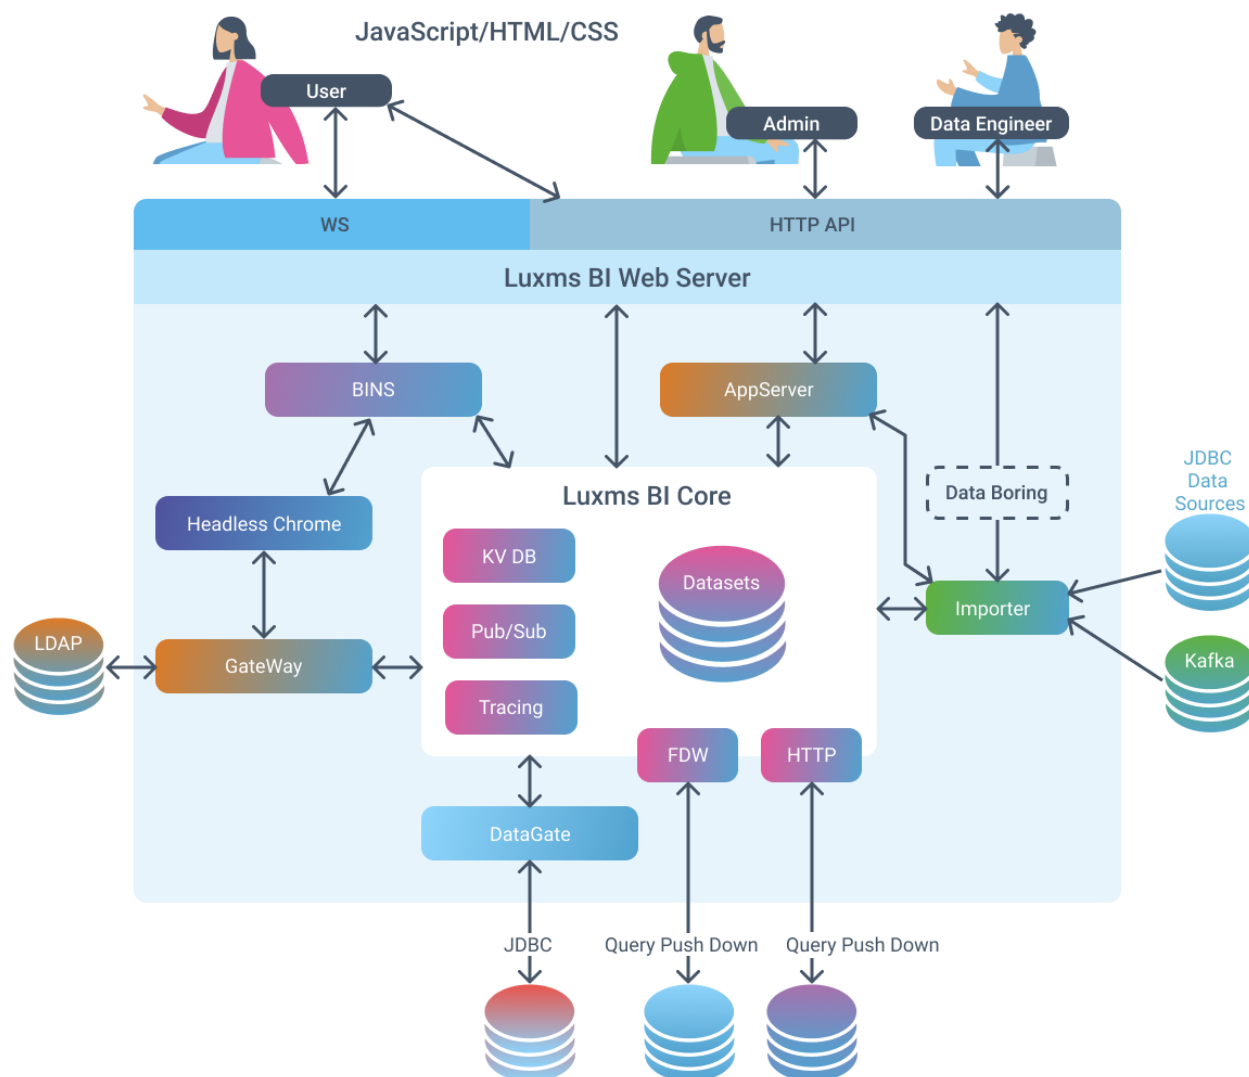 JavaScript/HTML/CSS
User
Admin
Data Engineer
WS
HTTP API
Luxms BI Web Server
BINS
AppServer
Luxms BI Core
Data Boring
JDBC
Data
Sources
Headless Chrome
KV DB
Datasets
Importer
Pub/Sub
LDAP
GateWay
Kafka
Tracing
FDW
HTTP
DataGate
JDBC
Query Push Down
Query Push Down